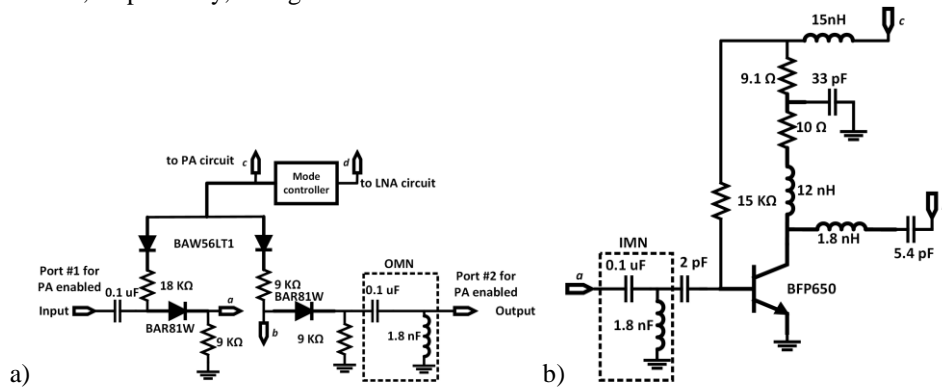 15nH
c
9.1 Ω
33 pF
10 Ω
to PA circuit
c
d
Mode
controller
to LNA circuit
12 nH
15 KΩ
BAW56LT1
1.8 nH
5.4 pF
IMN
OMN
Port #1 for
PA enabled
18 KΩ
9 KΩ
Port #2 for
PA enabled
a
0.1 uF
2 pF
BFP650
0.1 uF
a
BAR81W
0.1 uF
Input
Output
BAR81W
9 KΩ
b
9 KΩ
1.8 nF
1.8 nF
a)
b)